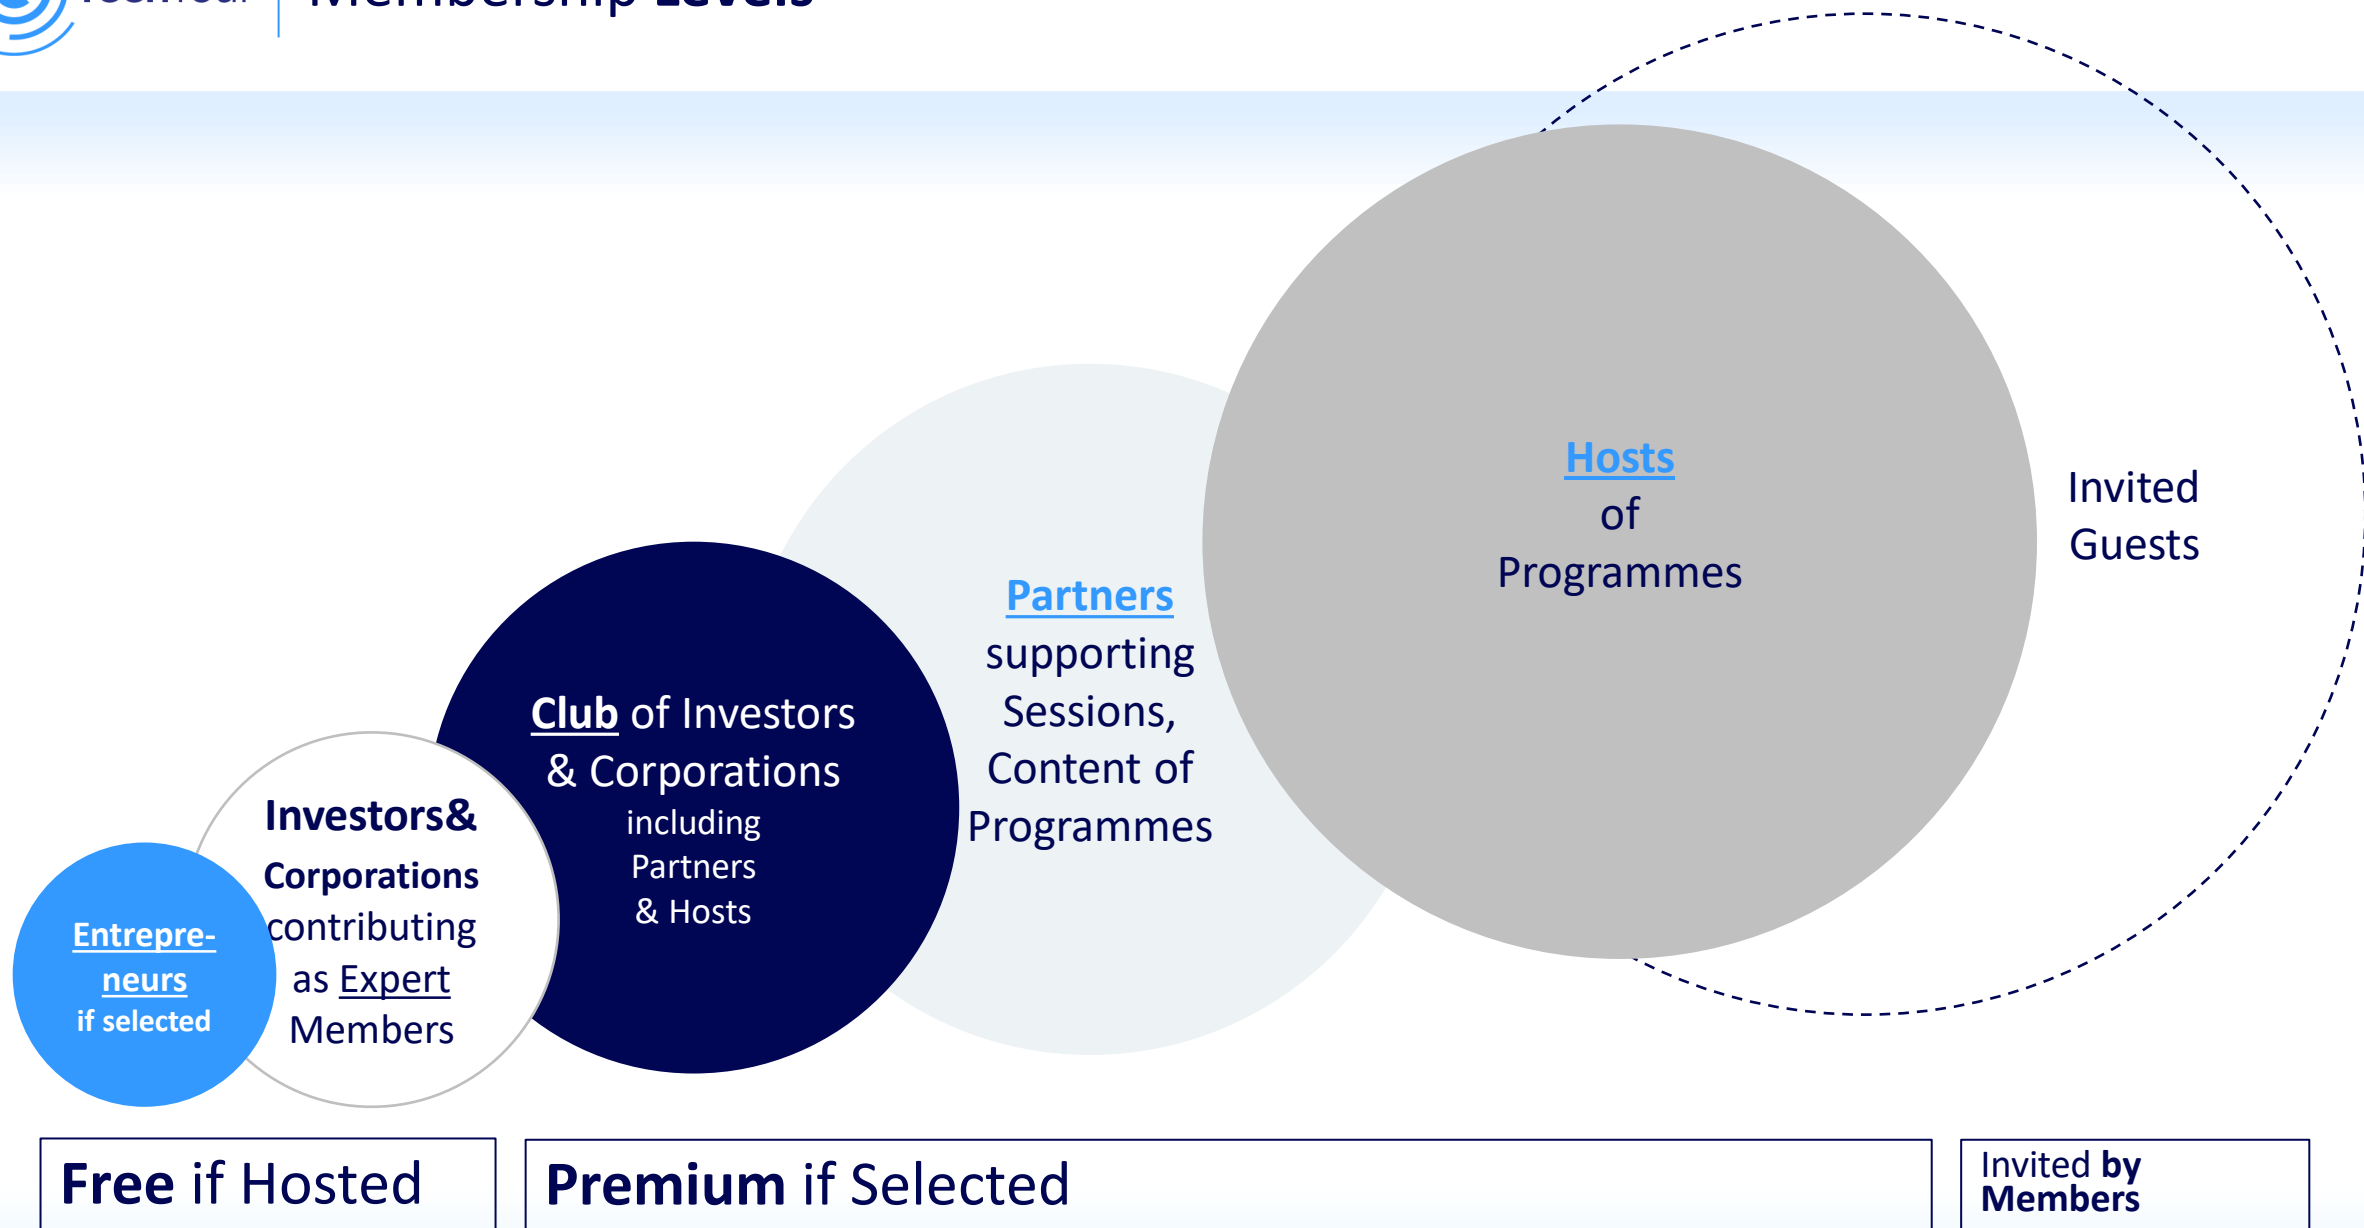 Membership Levels
Hosts
of
Programmes
Invited
Guests
Partners
supporting
Sessions,
Content of
Programmes
Club of Investors
& Corporations
including
Partners
& Hosts
Investors&
Corporations
contributing
as Expert
Members
Entrepre-
neurs
if selected
Free if Hosted
Premium if Selected
Invited by
Members